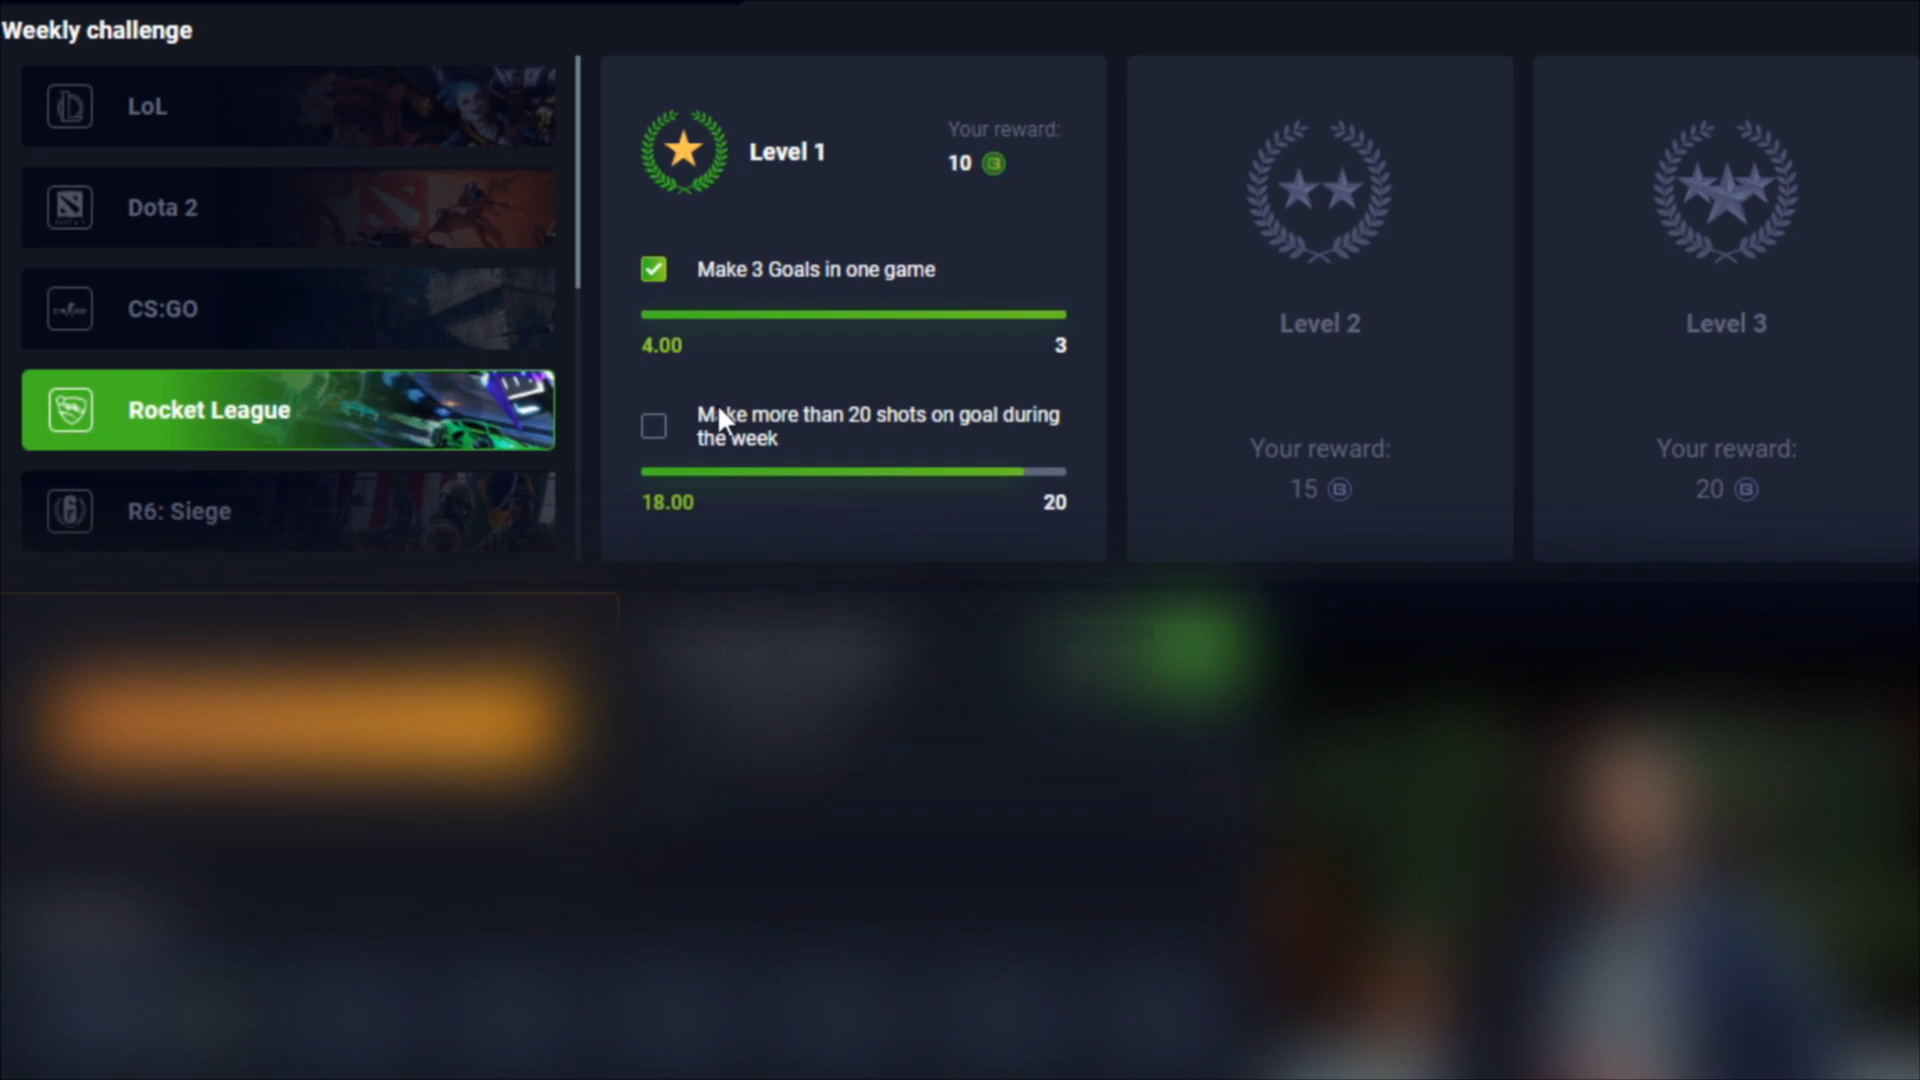 Weekly challenge
LoL
Dota 2
CS:GO
Rocket League
R6: Siege
Level 1
Your reward:
10
Make 3 Goals in one game
4.00
3
Make more than 20 shots on goal during
the week
18.00
20
Level 2
Your reward:
15
Level 3
Your reward:
20